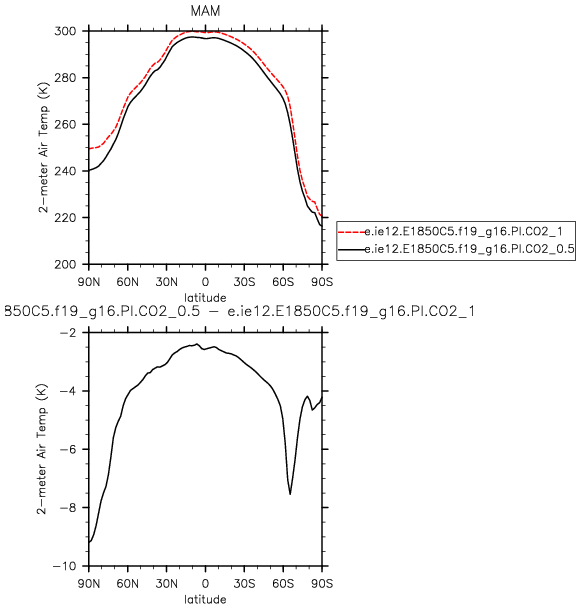 MAM
300
280
260
240
220
200
2-meter Air Temp (K)
90N 60N 30N 0 30S 60S 90S
latitude
e.ie12.E1850C5.f19_g16.PI.CO2_1
e.ie12.E1850C5.f19_g16.PI.CO2_0.5
850C5.f19_g16.PI.CO2_0.5 - e.ie12.E1850C5.f19_g16.PI.CO2_1
-2
-4
-6
-8
-10
2-meter Air Temp (K)
90N 60N 30N 0 30S 60S 90S
latitude